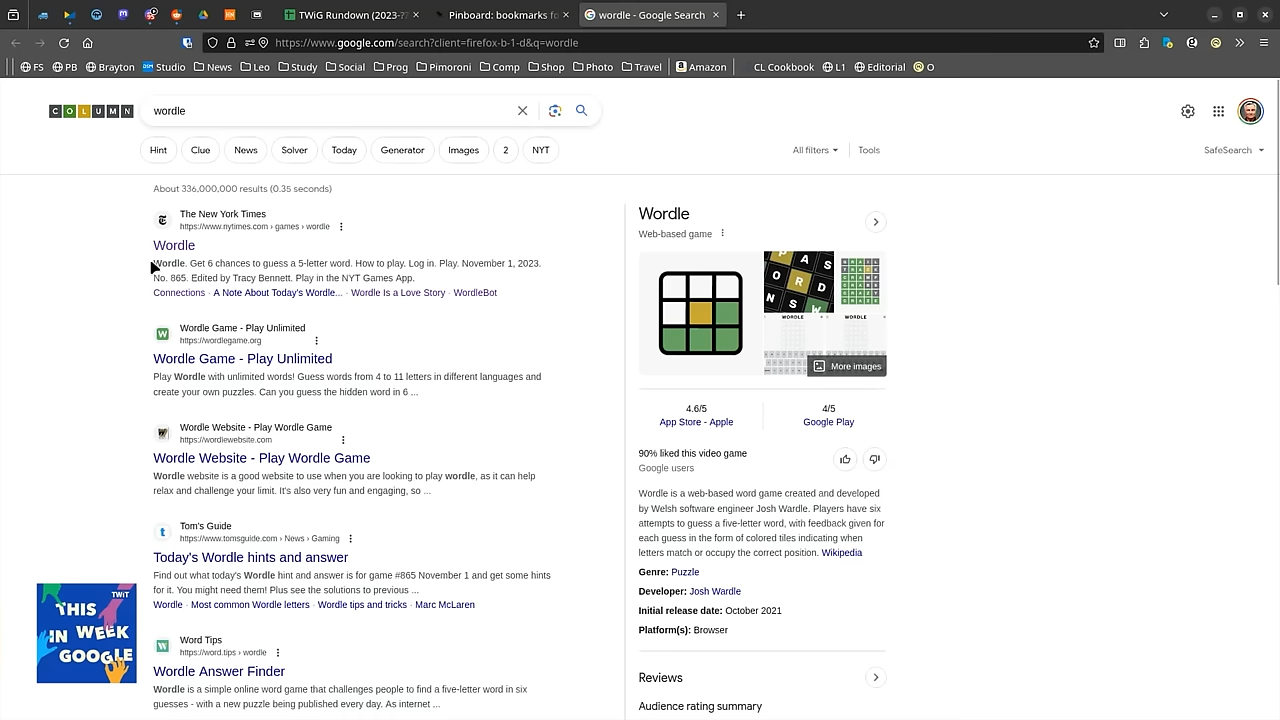 TWiG Rundown (2023-??
Pinboard: bookmarks fo
wordle - Google Search
https://www.google.com/search?client=firefox-b-1-d&q=wordle
FS PB Brayton Studio News Leo Study Social Prog Pimoroni Comp Shop Photo Travel Amazon CL Cookbook L1 Editorial O
COLUMN
wordle
Hint Clue News Solver Today Generator Images 2 NYT All filters Tools SafeSearch
About 336,000,000 results (0.35 seconds)
The New York Times
https://www.nytimes.com › games › wordle
Wordle
Wordle. Get 6 chances to guess a 5-letter word. How to play. Log in. Play. November 1, 2023.
No. 865. Edited by Tracy Bennett. Play in the NYT Games App.
Connections · A Note About Today's Wordle... · Wordle Is a Love Story · WordleBot
Wordle Game - Play Unlimited
https://wordlegame.org
Wordle Game - Play Unlimited
Play Wordle with unlimited words! Guess words from 4 to 11 letters in different languages and
create your own puzzles. Can you guess the hidden word in 6 ...
Wordle Website - Play Wordle Game
https://wordlewebsite.com
Wordle Website - Play Wordle Game
Wordle website is a good website to use when you are looking to play wordle, as it can help
relax and challenge your limit. It's also very fun and engaging, so ...
Tom's Guide
https://www.tomsguide.com › News › Gaming
Today's Wordle hints and answer
Find out what today's Wordle hint and answer is for game #865 November 1 and get some hints
for it. You might need them! Plus see the solutions to previous ...
Wordle · Most common Wordle letters · Wordle tips and tricks · Marc McLaren
Word Tips
https://word.tips › wordle
Wordle Answer Finder
Wordle is a simple online word game that challenges people to find a five-letter word in six
guesses - with a new puzzle being published every day. As internet ...
TWiT
THIS
IN WEEK
GOOGLE
Wordle
Web-based game
PAS
ORD
NSW
WORDLE
WORDLE
More images
4.6/5
App Store - Apple
4/5
Google Play
90% liked this video game
Google users
Wordle is a web-based word game created and developed
by Welsh software engineer Josh Wardle. Players have six
attempts to guess a five-letter word, with feedback given for
each guess in the form of colored tiles indicating when
letters match or occupy the correct position. Wikipedia
Genre: Puzzle
Developer: Josh Wardle
Initial release date: October 2021
Platform(s): Browser
Reviews
Audience rating summary